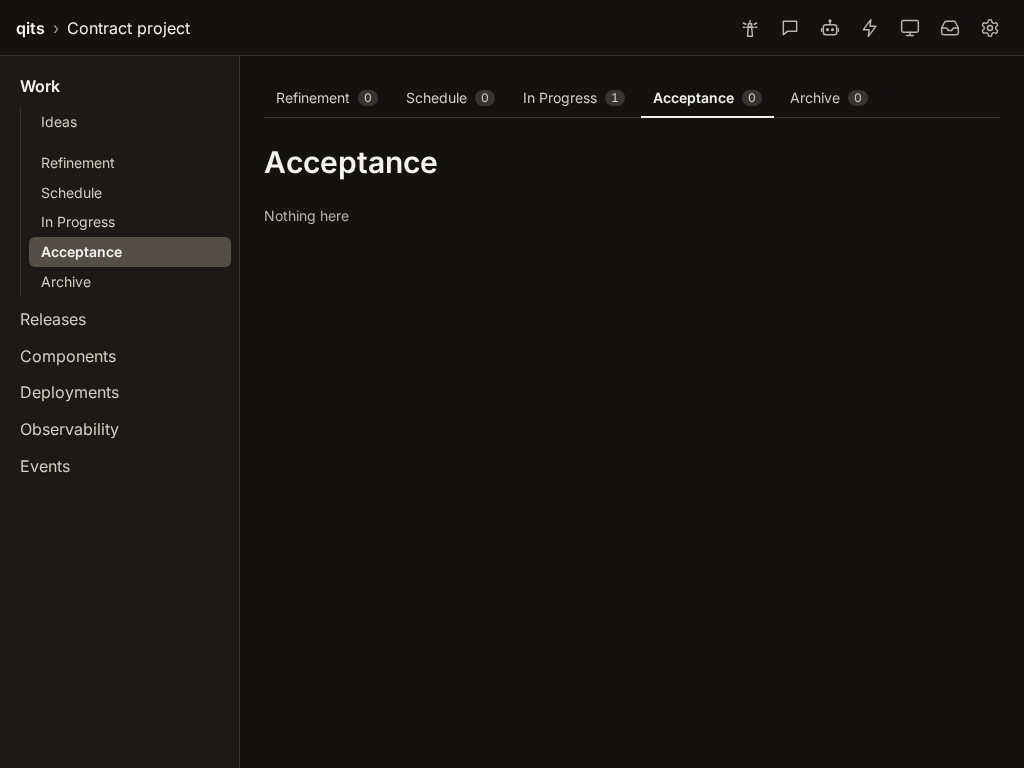 qits › Contract project
Work
Ideas
Refinement
Schedule
In Progress
Acceptance
Archive
Releases
Components
Deployments
Observability
Events
Refinement 0 Schedule 0 In Progress 1 Acceptance 0 Archive 0
Acceptance
Nothing here